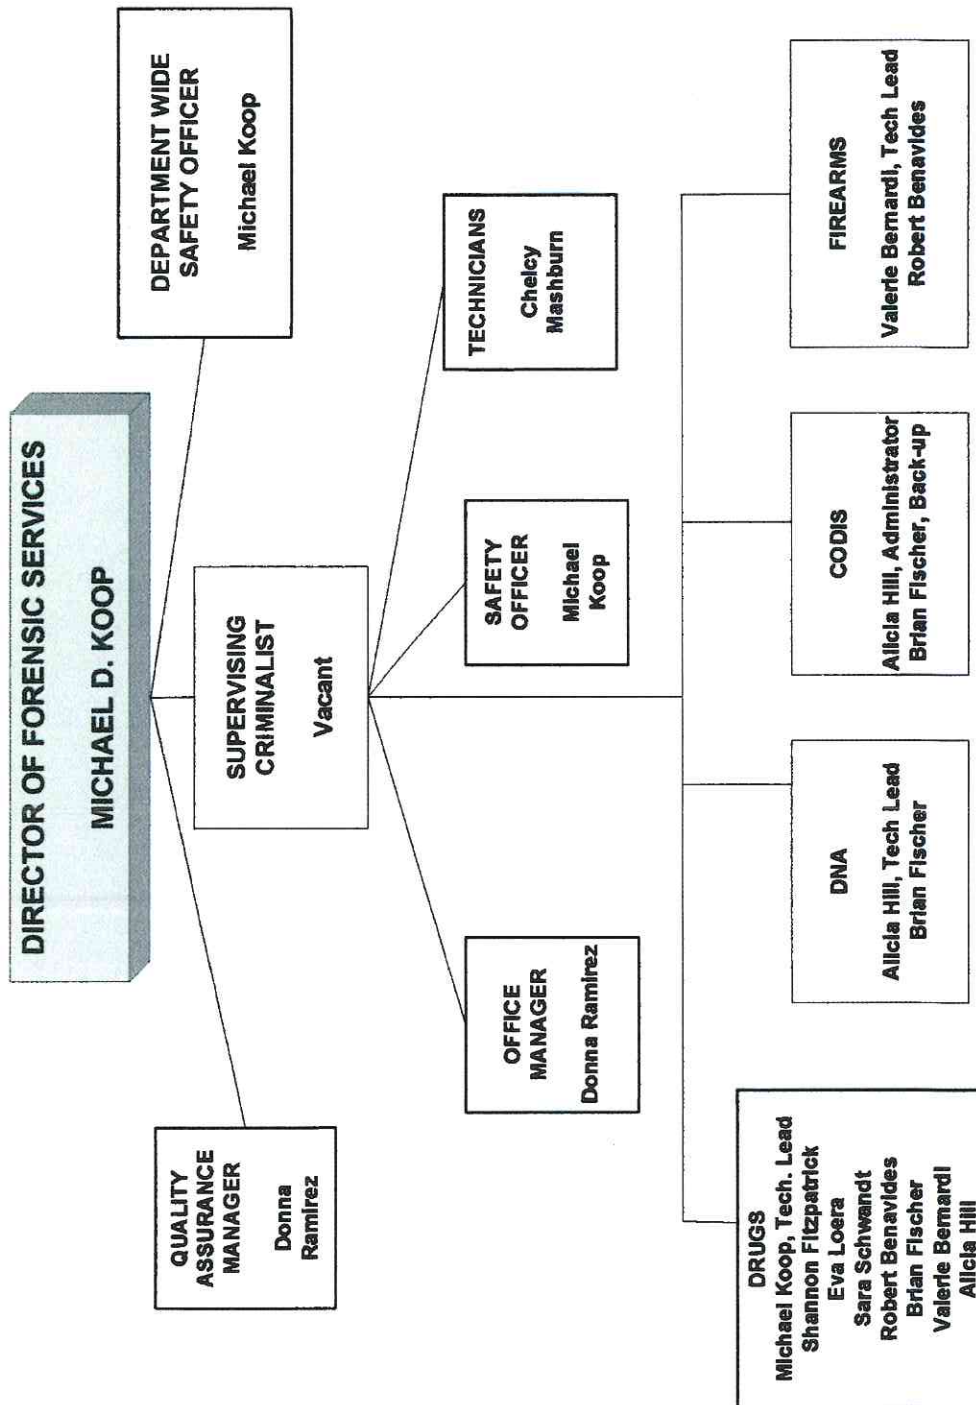 DIRECTOR OF FORENSIC SERVICES
MICHAEL D. KOOP
QUALITY
ASSURANCE
MANAGER
Donna
Ramirez
SUPERVISING
CRIMINALIST
Vacant
DEPARTMENT WIDE
SAFETY OFFICER
Michael Koop
OFFICE
MANAGER
Donna Ramirez
SAFETY
OFFICER
Michael
Koop
TECHNICIANS
Chelcy
Mashburn
DRUGS
Michael Koop, Tech. Lead
Shannon Fitzpatrick
Eva Loera
Sara Schwandt
Robert Benavides
Brian Fischer
Valerie Bernardi
Alicia Hill
DNA
Alicia Hill, Tech Lead
Brian Fischer
CODIS
Alicia Hill, Administrator
Brian Fischer, Back-up
FIREARMS
Valerie Bernardi, Tech Lead
Robert Benavides